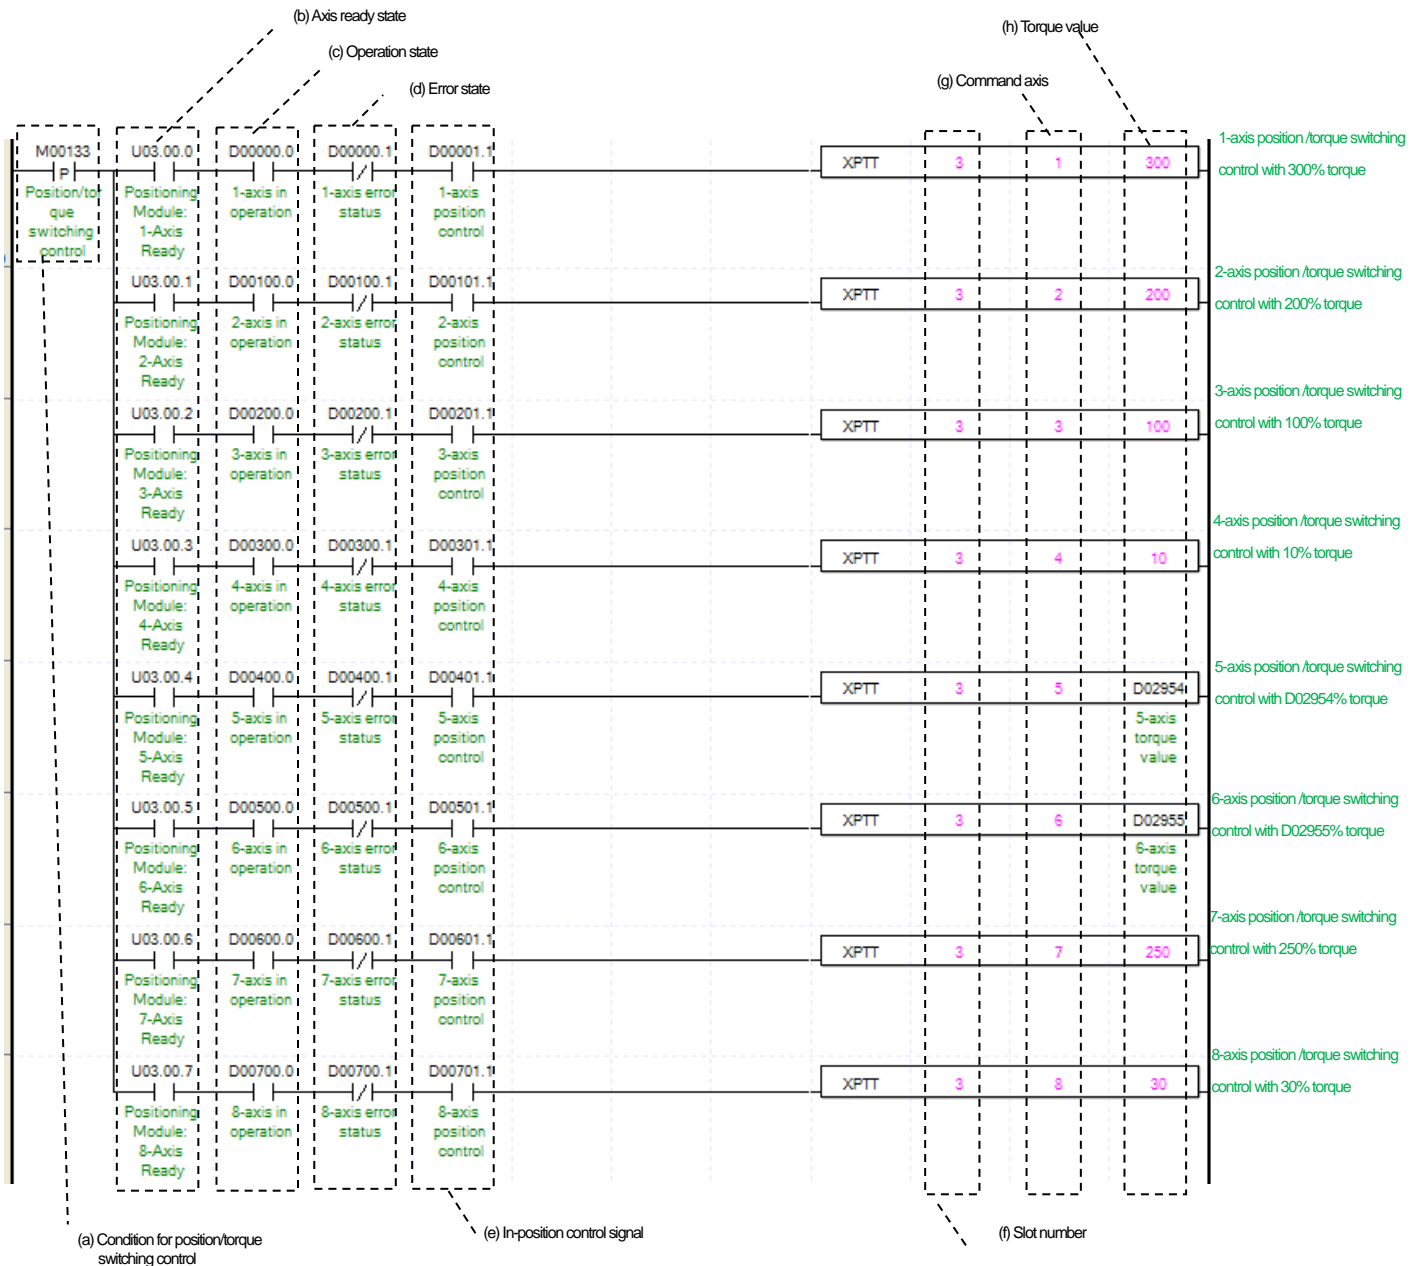 (b) Axis ready state
(c) Operation state
(d) Error state
(h) Torque value
(g) Command axis
M00133 U03.00.0 D00000.0 D00000.1 D00001.1
P
XPTT 3 1 300
1-axis position /torque switching
control with 300% torque
Position/tor
que
switching
control
Positioning
Module:
1-Axis
Ready
1-axis in
operation
1-axis error
status
1-axis
position
control
U03.00.1 D00100.0 D00100.1 D00101.1
XPTT 3 2 200
2-axis position /torque switching
control with 200% torque
Positioning
Module:
2-Axis
Ready
2-axis in
operation
2-axis error
status
2-axis
position
control
U03.00.2 D00200.0 D00200.1 D00201.1
XPTT 3 3 100
3-axis position /torque switching
control with 100% torque
Positioning
Module:
3-Axis
Ready
3-axis in
operation
3-axis error
status
3-axis
position
control
U03.00.3 D00300.0 D00300.1 D00301.1
XPTT 3 4 10
4-axis position /torque switching
control with 10% torque
Positioning
Module:
4-Axis
Ready
4-axis in
operation
4-axis error
status
4-axis
position
control
U03.00.4 D00400.0 D00400.1 D00401.1
XPTT 3 5 D02954
5-axis
torque
value
5-axis position /torque switching
control with D02954% torque
Positioning
Module:
5-Axis
Ready
5-axis in
operation
5-axis error
status
5-axis
position
control
U03.00.5 D00500.0 D00500.1 D00501.1
XPTT 3 6 D02955
6-axis
torque
value
6-axis position /torque switching
control with D02955% torque
Positioning
Module:
6-Axis
Ready
6-axis in
operation
6-axis error
status
6-axis
position
control
U03.00.6 D00600.0 D00600.1 D00601.1
XPTT 3 7 250
7-axis position /torque switching
control with 250% torque
Positioning
Module:
7-Axis
Ready
7-axis in
operation
7-axis error
status
7-axis
position
control
U03.00.7 D00700.0 D00700.1 D00701.1
XPTT 3 8 30
8-axis position /torque switching
control with 30% torque
Positioning
Module:
8-Axis
Ready
8-axis in
operation
8-axis error
status
8-axis
position
control
(a) Condition for position/torque
switching control
(e) In-position control signal
(f) Slot number